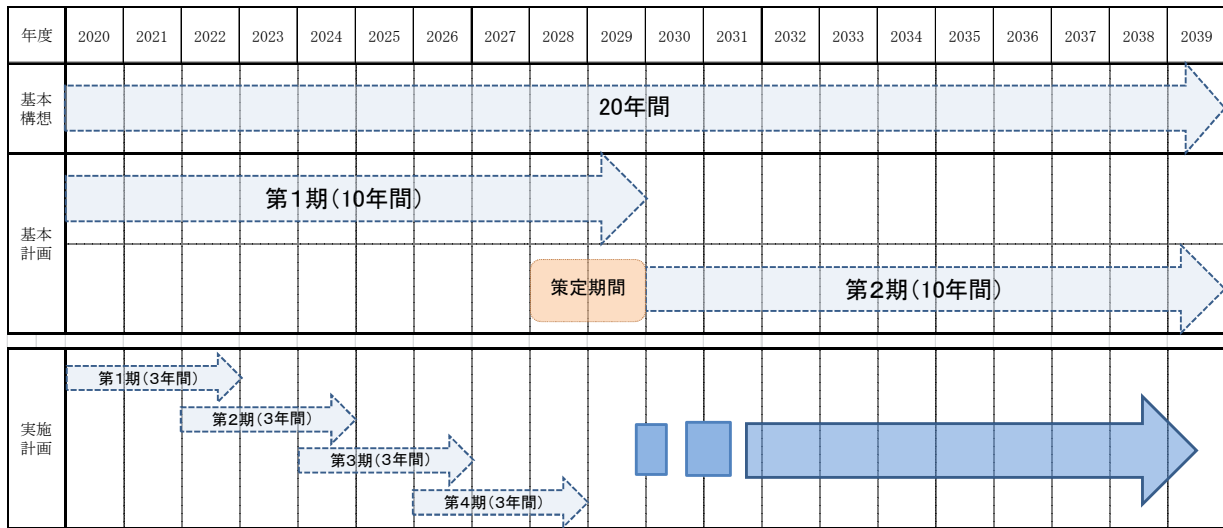 年度 2020 2021 2022 2023 2024 2025 2026 2027 2028 2029 2030 2031 2032 2033 2034 2035 2036 2037 2038 2039
基本
構想
20年間
基本
計画
第1期(10年間)
策定期間
第2期(10年間)
実施
計画
第1期(3年間)
第2期(3年間)
第3期(3年間)
第4期(3年間)